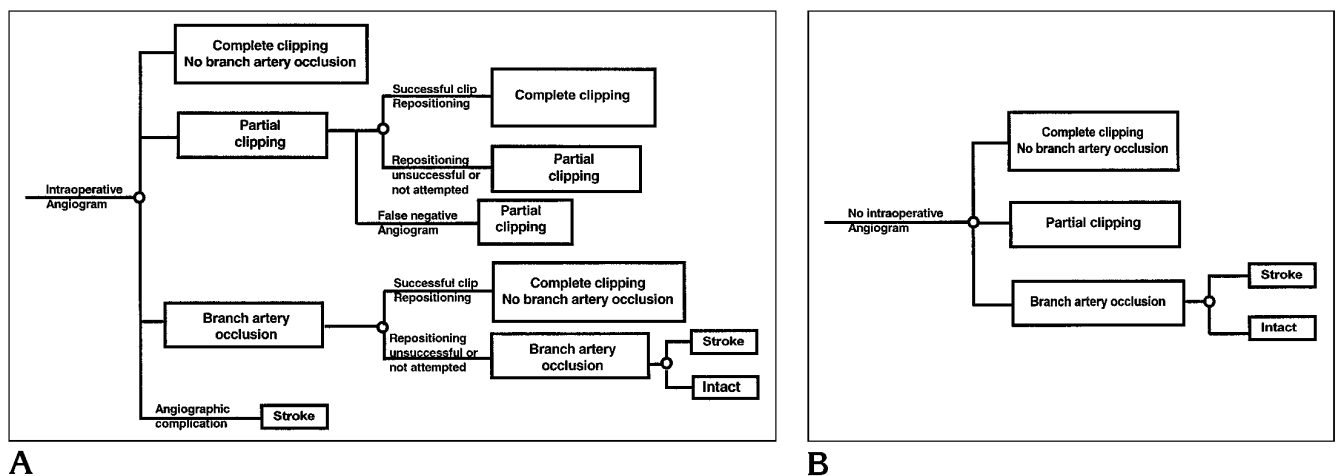 Complete clipping
No branch artery occlusion
Partial
clipping
Successful clip
Repositioning
Complete clipping
Repositioning
unsuccessful or
not attempted
Partial
clipping
Intraoperative
Angiogram
False negative
Angiogram
Partial
clipping
Branch artery
occlusion
Successful clip
Repositioning
Complete clipping
No branch artery occlusion
Repositioning
unsuccessful or
not attempted
Branch artery
occlusion
Stroke
Intact
Angiographic
complication
Stroke
A
No intraoperative
Angiogram
Complete clipping
No branch artery occlusion
Partial clipping
Branch artery occlusion
Stroke
Intact
B